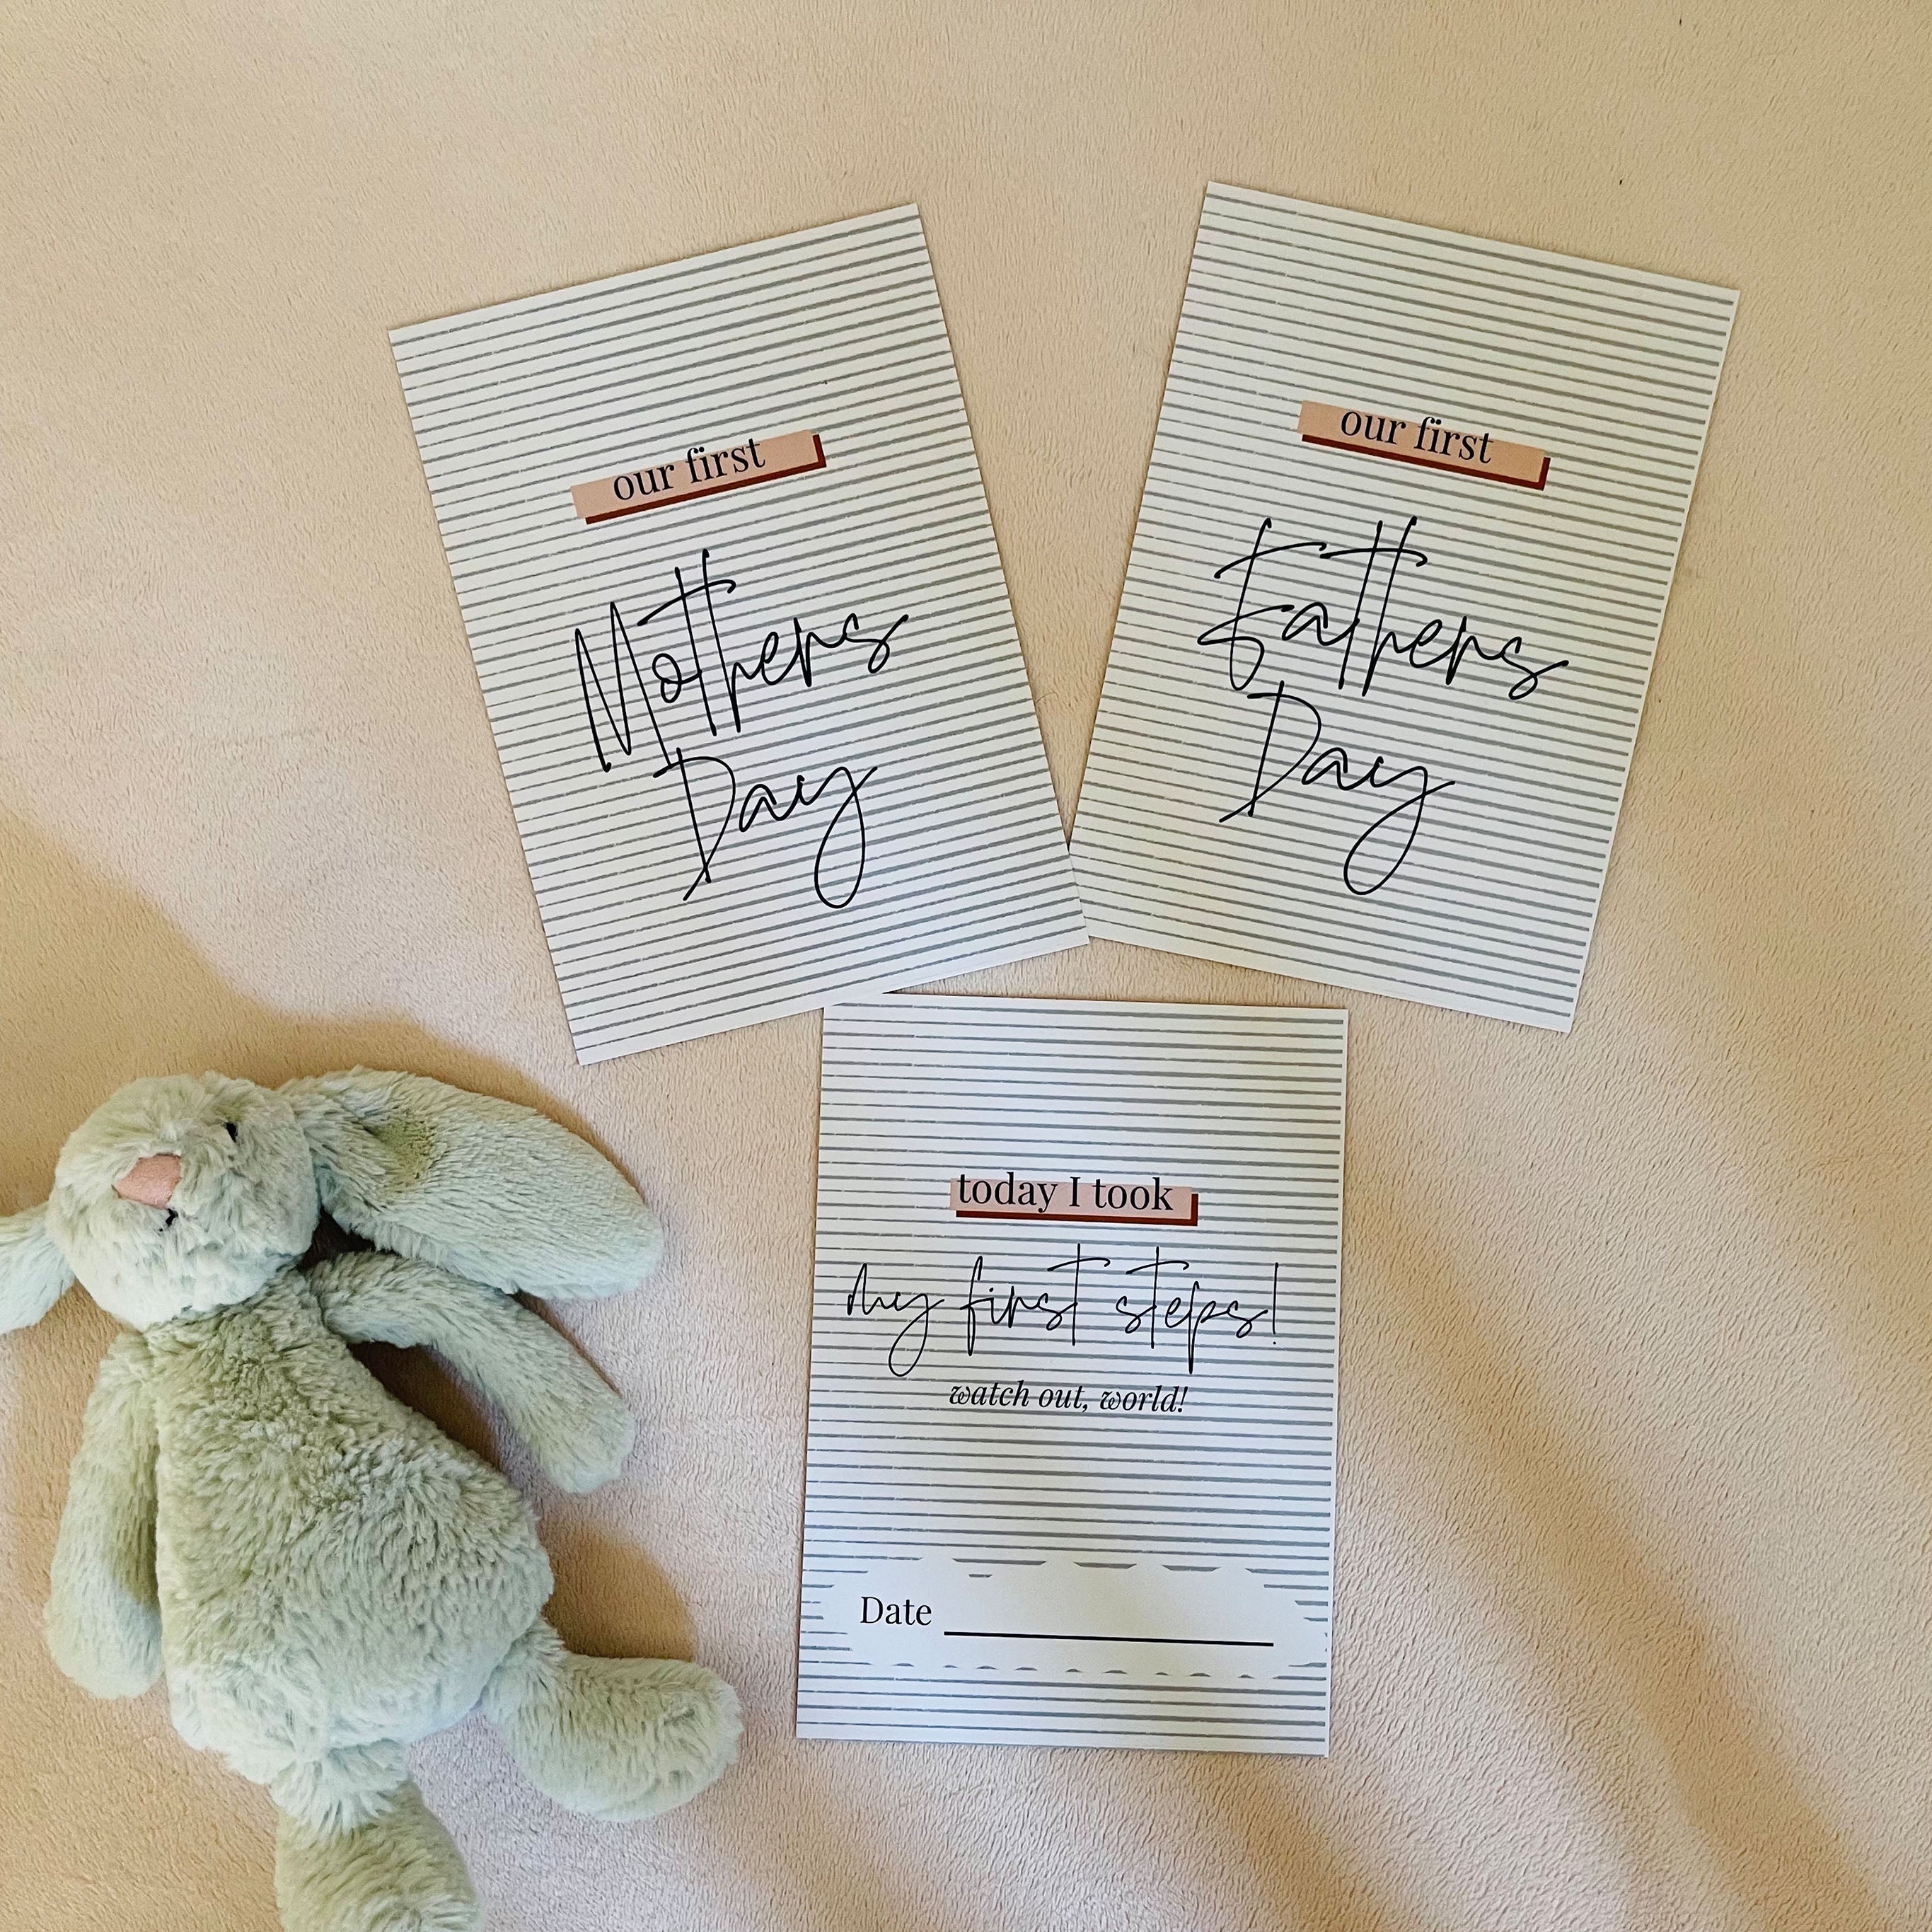 our first
Mothers
Day
our first
Fathers
Day
today I took
my first steps!
watch out, world!
Date